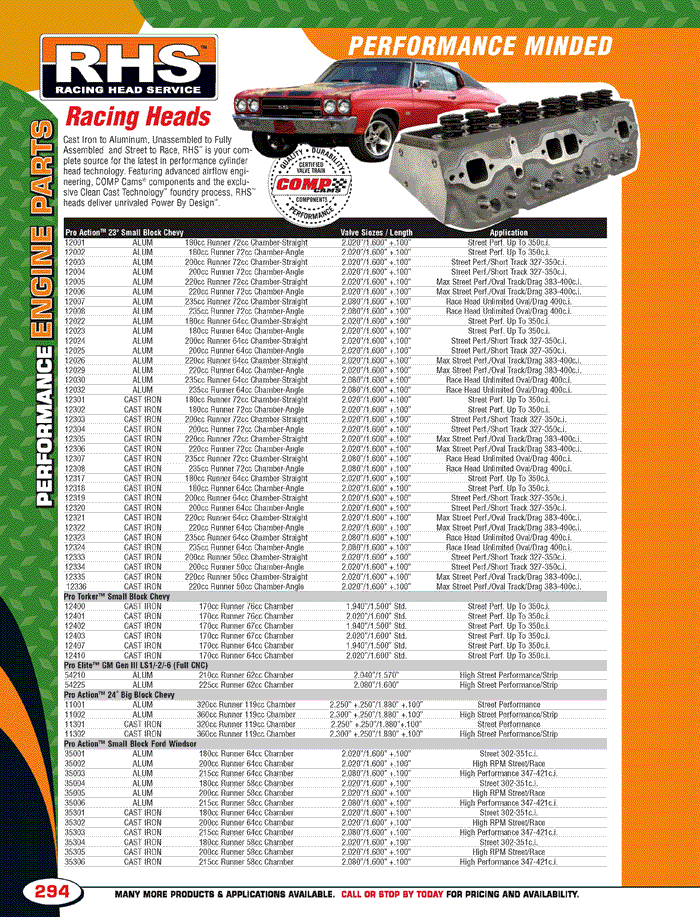 PERFORMANCE MINDED
RHS™
RACING HEAD SERVICE
Racing Heads
Cast Iron to Aluminum, Unassembled to Fully
Assembled and Street to Race, RHS™ is your com-
plete source for the latest in performance cylinder
head technology. Featuring advanced airflow engi-
neering, COMP Cams® components and the exclu-
sive Clean Cast Technology™ foundry process, RHS™
heads deliver unrivaled Power By Design™.
QUALITY • DURABILITY
CERTIFIED
VALVE TRAIN
COMP
CAMS
COMPONENTS
PERFORMANCE
PERFORMANCE ENGINE PARTS
Pro Action™ 23° Small Block Chevy Valve Siozes / Length Application
12001 ALUM 180cc Runner 72cc Chamber-Straight 2.020"/1.600" +.100" Street Perf. Up To 350c.i.
12002 ALUM 180cc Runner 72cc Chamber-Angle 2.020"/1.600" +.100" Street Perf. Up To 350c.i.
12003 ALUM 200cc Runner 72cc Chamber-Straight 2.020"/1.600" +.100" Street Perf./Short Track 327-350c.i.
12004 ALUM 200cc Runner 72cc Chamber-Angle 2.020"/1.600" +.100" Street Perf./Short Track 327-350c.i.
12005 ALUM 220cc Runner 72cc Chamber-Straight 2.020"/1.600" +.100" Max Street Perf./Oval Track/Drag 383-400c.i.
12006 ALUM 220cc Runner 72cc Chamber-Angle 2.020"/1.600" +.100" Max Street Perf./Oval Track/Drag 383-400c.i.
12007 ALUM 235cc Runner 72cc Chamber-Straight 2.080"/1.600" +.100" Race Head Unlimited Oval/Drag 400c.i.
12008 ALUM 235cc Runner 72cc Chamber-Angle 2.080"/1.600" +.100" Race Head Unlimited Oval/Drag 400c.i.
12022 ALUM 180cc Runner 64cc Chamber-Straight 2.020"/1.600" +.100" Street Perf. Up To 350c.i.
12023 ALUM 180cc Runner 64cc Chamber-Angle 2.020"/1.600" +.100" Street Perf. Up To 350c.i.
12024 ALUM 200cc Runner 64cc Chamber-Straight 2.020"/1.600" +.100" Street Perf./Short Track 327-350c.i.
12025 ALUM 200cc Runner 64cc Chamber-Angle 2.020"/1.600" +.100" Street Perf./Short Track 327-350c.i.
12026 ALUM 220cc Runner 64cc Chamber-Straight 2.020"/1.600" +.100" Max Street Perf./Oval Track/Drag 383-400c.i.
12029 ALUM 220cc Runner 64cc Chamber-Angle 2.020"/1.600" +.100" Max Street Perf./Oval Track/Drag 383-400c.i.
12030 ALUM 235cc Runner 64cc Chamber-Straight 2.080"/1.600" +.100" Race Head Unlimited Oval/Drag 400c.i.
12032 ALUM 235cc Runner 64cc Chamber-Angle 2.080"/1.600" +.100" Race Head Unlimited Oval/Drag 400c.i.
12301 CAST IRON 180cc Runner 72cc Chamber-Straight 2.020"/1.600" +.100" Street Perf. Up To 350c.i.
12302 CAST IRON 180cc Runner 72cc Chamber-Angle 2.020"/1.600" +.100" Street Perf. Up To 350c.i.
12303 CAST IRON 200cc Runner 72cc Chamber-Straight 2.020"/1.600" +.100" Street Perf./Short Track 327-350c.i.
12304 CAST IRON 200cc Runner 72cc Chamber-Angle 2.020"/1.600" +.100" Street Perf./Short Track 327-350c.i.
12305 CAST IRON 220cc Runner 72cc Chamber-Straight 2.020"/1.600" +.100" Max Street Perf./Oval Track/Drag 383-400c.i.
12306 CAST IRON 220cc Runner 72cc Chamber-Angle 2.020"/1.600" +.100" Max Street Perf./Oval Track/Drag 383-400c.i.
12307 CAST IRON 235cc Runner 72cc Chamber-Straight 2.080"/1.600" +.100" Race Head Unlimited Oval/Drag 400c.i.
12308 CAST IRON 235cc Runner 72cc Chamber-Angle 2.080"/1.600" +.100" Race Head Unlimited Oval/Drag 400c.i.
12317 CAST IRON 180cc Runner 64cc Chamber-Straight 2.020"/1.600" +.100" Street Perf. Up To 350c.i.
12318 CAST IRON 180cc Runner 64cc Chamber-Angle 2.020"/1.600" +.100" Street Perf. Up To 350c.i.
12319 CAST IRON 200cc Runner 64cc Chamber-Straight 2.020"/1.600" +.100" Street Perf./Short Track 327-350c.i.
12320 CAST IRON 200cc Runner 64cc Chamber-Angle 2.020"/1.600" +.100" Street Perf./Short Track 327-350c.i.
12321 CAST IRON 220cc Runner 64cc Chamber-Straight 2.020"/1.600" +.100" Max Street Perf./Oval Track/Drag 383-400c.i.
12322 CAST IRON 220cc Runner 64cc Chamber-Angle 2.020"/1.600" +.100" Max Street Perf./Oval Track/Drag 383-400c.i.
12323 CAST IRON 235cc Runner 64cc Chamber-Straight 2.080"/1.600" +.100" Race Head Unlimited Oval/Drag 400c.i.
12324 CAST IRON 235cc Runner 64cc Chamber-Angle 2.080"/1.600" +.100" Race Head Unlimited Oval/Drag 400c.i.
12333 CAST IRON 200cc Runner 50cc Chamber-Straight 2.020"/1.600" +.100" Street Perf./Short Track 327-350c.i.
12334 CAST IRON 200cc Runner 50cc Chamber-Angle 2.020"/1.600" +.100" Street Perf./Short Track 327-350c.i.
12335 CAST IRON 220cc Runner 50cc Chamber-Straight 2.020"/1.600" +.100" Max Street Perf./Oval Track/Drag 383-400c.i.
12336 CAST IRON 220cc Runner 50cc Chamber-Angle 2.020"/1.600" +.100" Max Street Perf./Oval Track/Drag 383-400c.i.
Pro Torker™ Small Block Chevy
12400 CAST IRON 170cc Runner 76cc Chamber 1.940"/1.500" Std. Street Perf. Up To 350c.i.
12401 CAST IRON 170cc Runner 76cc Chamber 2.020"/1.600" Std. Street Perf. Up To 350c.i.
12402 CAST IRON 170cc Runner 67cc Chamber 1.940"/1.500" Std. Street Perf. Up To 350c.i.
12403 CAST IRON 170cc Runner 67cc Chamber 2.020"/1.600" Std. Street Perf. Up To 350c.i.
12407 CAST IRON 170cc Runner 64cc Chamber 1.940"/1.500" Std. Street Perf. Up To 350c.i.
12410 CAST IRON 170cc Runner 64cc Chamber 2.020"/1.600" Std. Street Perf. Up To 350c.i.
Pro Elite™ GM Gen III LS1/-2/-6 (Full CNC)
54210 ALUM 210cc Runner 62cc Chamber 2.040"/1.570" High Street Performance/Strip
54225 ALUM 225cc Runner 62cc Chamber 2.080"/1.600" High Street Performance/Strip
Pro Action™ 24° Big Block Chevy
11001 ALUM 320cc Runner 119cc Chamber 2.250" +.250"/1.880" +.100" Street Performance
11002 ALUM 360cc Runner 119cc Chamber 2.300" +.250"/1.880" +.100" High Street Performance/Strip
11301 CAST IRON 320cc Runner 119cc Chamber 2.250" +.250"/1.880"+.100" Street Performance
11302 CAST IRON 360cc Runner 119cc Chamber 2.300" +.250"/1.880" +.100" High Street Performance/Strip
Pro Action™ Small Block Ford Windsor
35001 ALUM 180cc Runner 64cc Chamber 2.020"/1.600" +.100" Street 302-351c.i.
35002 ALUM 200cc Runner 64cc Chamber 2.020"/1.600" +.100" High RPM Street/Race
35003 ALUM 215cc Runner 64cc Chamber 2.080"/1.600" +.100" High Performance 347-421c.i.
35004 ALUM 180cc Runner 58cc Chamber 2.020"/1.600" +.100" Street 302-351c.i.
35005 ALUM 200cc Runner 58cc Chamber 2.020"/1.600" +.100" High RPM Street/Race
35006 ALUM 215cc Runner 58cc Chamber 2.080"/1.600" +.100" High Performance 347-421c.i.
35301 CAST IRON 180cc Runner 64cc Chamber 2.020"/1.600" +.100" Street 302-351c.i.
35302 CAST IRON 200cc Runner 64cc Chamber 2.020"/1.600" +.100" High RPM Street/Race
35303 CAST IRON 215cc Runner 64cc Chamber 2.080"/1.600" +.100" High Performance 347-421c.i.
35304 CAST IRON 180cc Runner 58cc Chamber 2.020"/1.600" +.100" Street 302-351c.i.
35305 CAST IRON 200cc Runner 58cc Chamber 2.020"/1.600" +.100" High RPM Street/Race
35306 CAST IRON 215cc Runner 58cc Chamber 2.080"/1.600" +.100" High Performance 347-421c.i.
294 MANY MORE PRODUCTS & APPLICATIONS AVAILABLE. CALL OR STOP BY TODAY FOR PRICING AND AVAILABILITY.